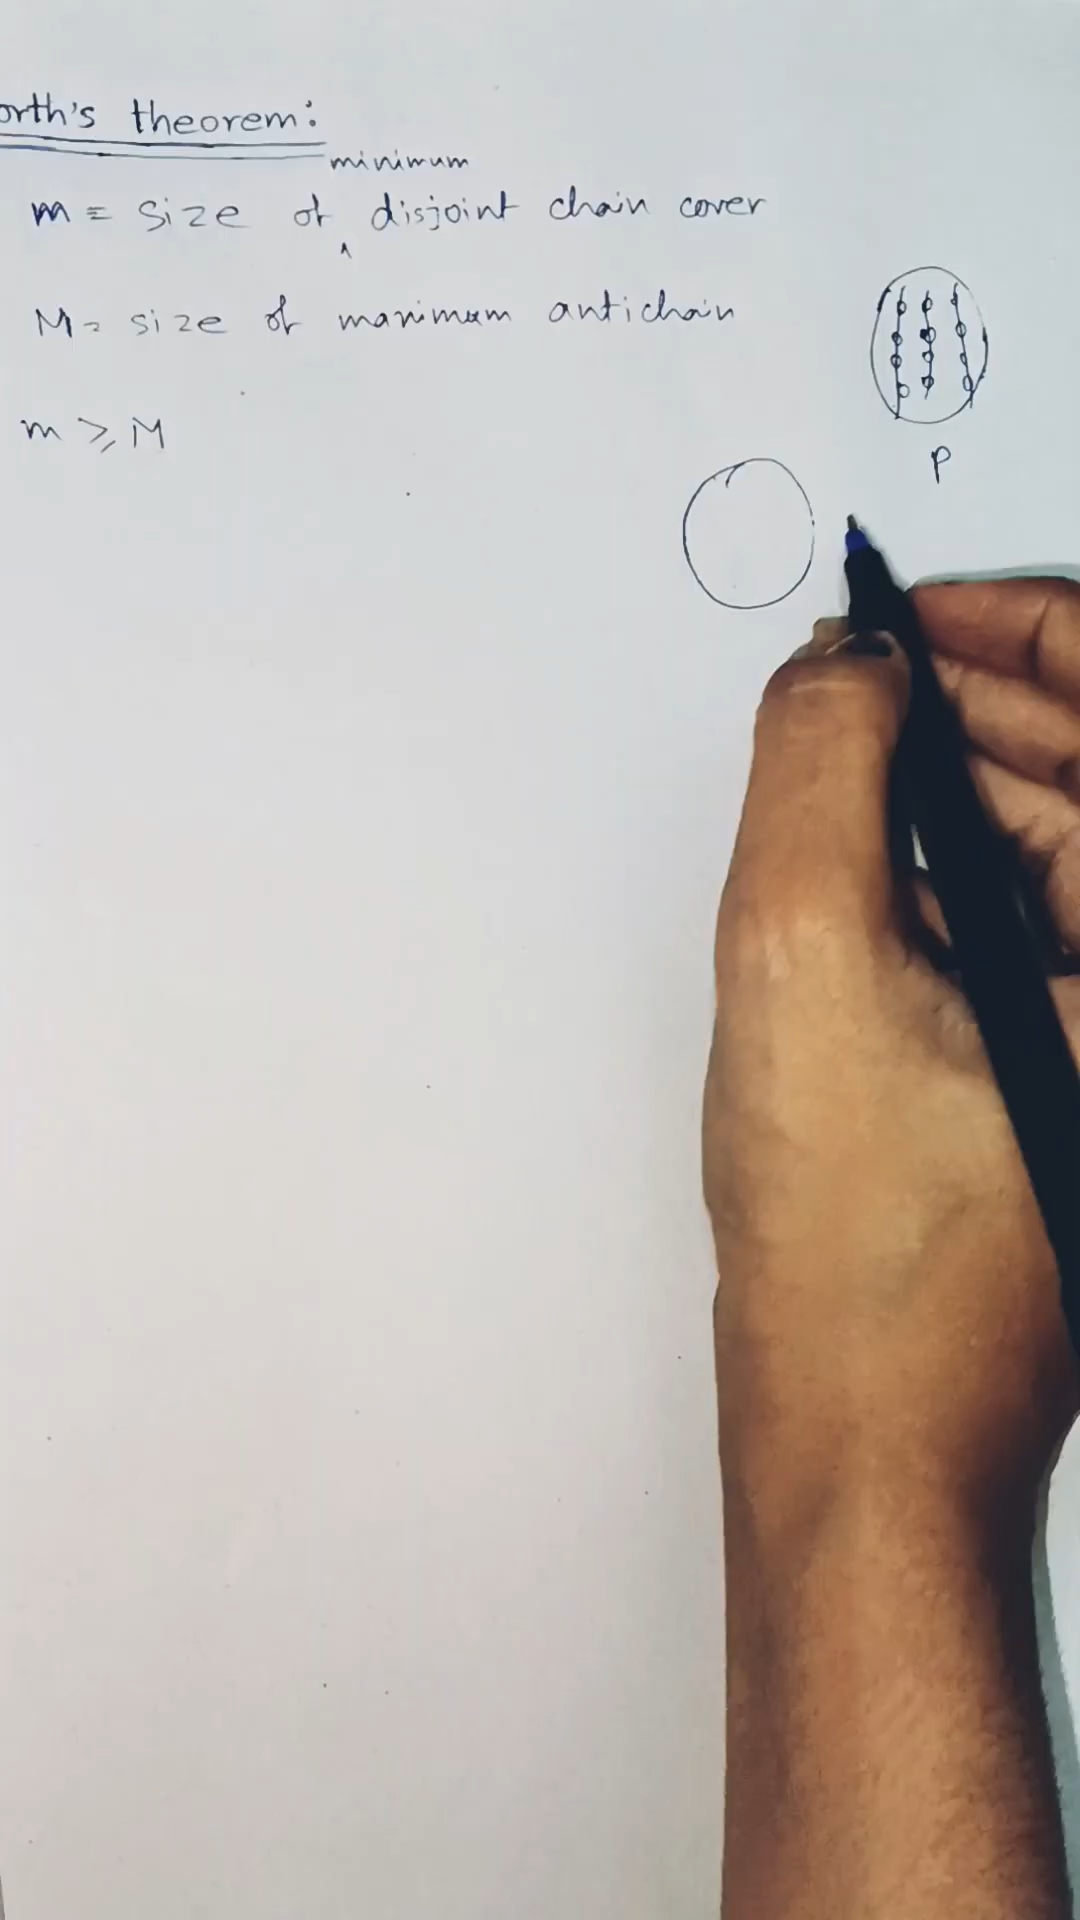 orth's theorem:
minimum
m = size of ‸ disjoint chain cover
M = size of maximum antichain
m ⩾ M
P